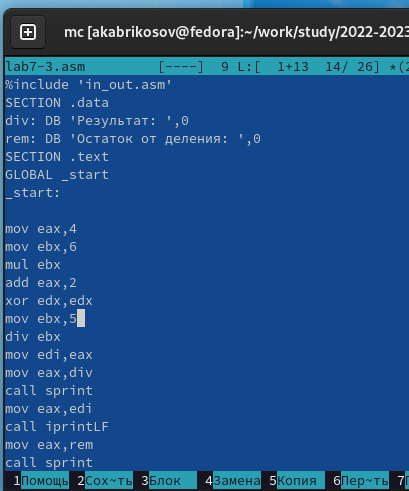 mc [akabrikosov@fedora]:~/work/study/2022-2023
lab7-3.asm [----] 9 L:[ 1+13 14/ 26] *(2
%include 'in_out.asm'
SECTION .data
div: DB 'Результат: ',0
rem: DB 'Остаток от деления: ',0
SECTION .text
GLOBAL _start
_start:
mov eax,4
mov ebx,6
mul ebx
add eax,2
xor edx,edx
mov ebx,5
div ebx
mov edi,eax
mov eax,div
call sprint
mov eax,edi
call iprintLF
mov eax,rem
call sprint
1Помощь 2Сох~ть 3Блок 4Замена 5Копия 6Пер~ть 7